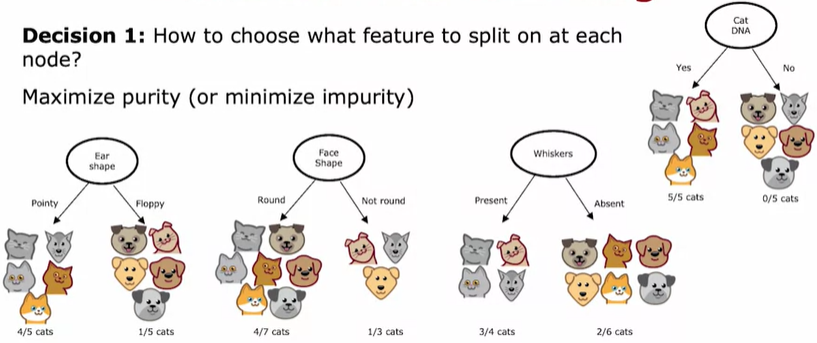 Decision 1: How to choose what feature to split on at each
node?
Maximize purity (or minimize impurity)
Cat
DNA
Yes
No
5/5 cats
0/5 cats
Ear
shape
Pointy
Floppy
4/5 cats
1/5 cats
Face
Shape
Round
Not round
4/7 cats
1/3 cats
Whiskers
Present
Absent
3/4 cats
2/6 cats